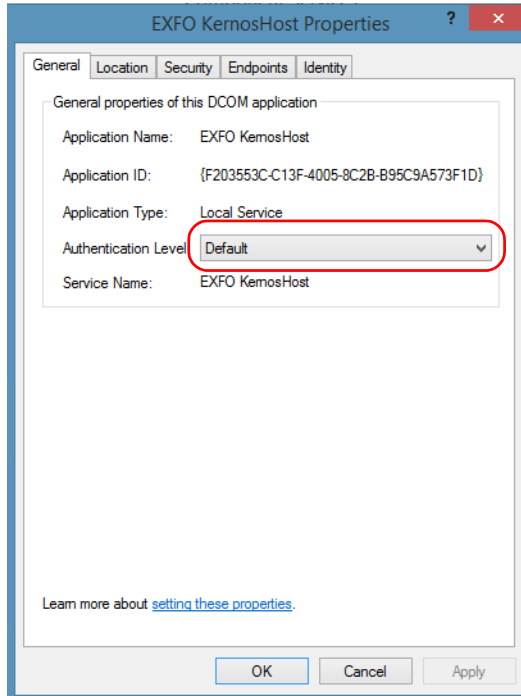 EXFO KernosHost Properties
? ×
General Location Security Endpoints Identity
General properties of this DCOM application
Application Name: EXFO KernosHost
Application ID: {F203553C-C13F-4005-8C2B-B95C9A573F1D}
Application Type: Local Service
Authentication Level Default
Service Name: EXFO KernosHost
Learn more about setting these properties.
OK Cancel Apply